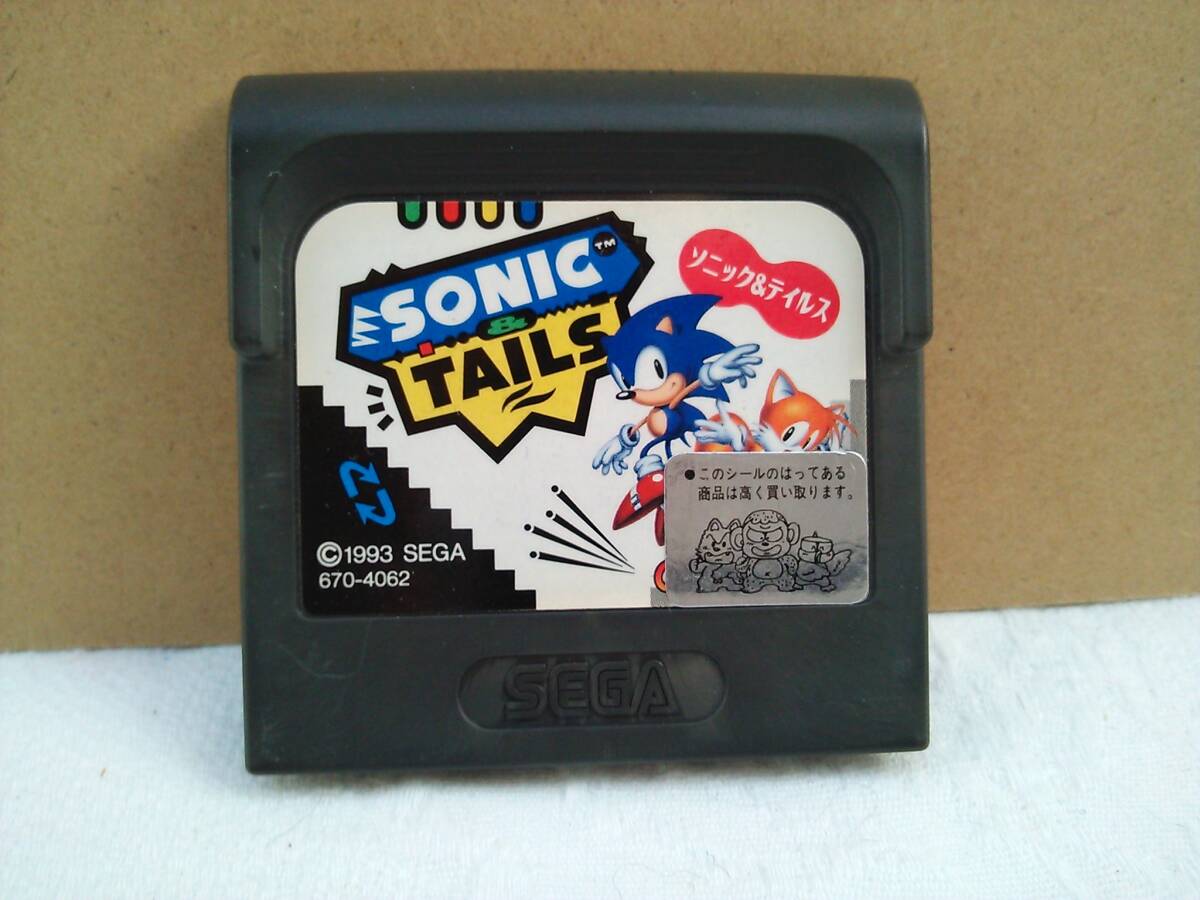 SONIC™
&
TAILS
ソニック&テイルス
●このシールのはってある
商品は高く買い取ります。
©1993 SEGA
670-4062
SEGA